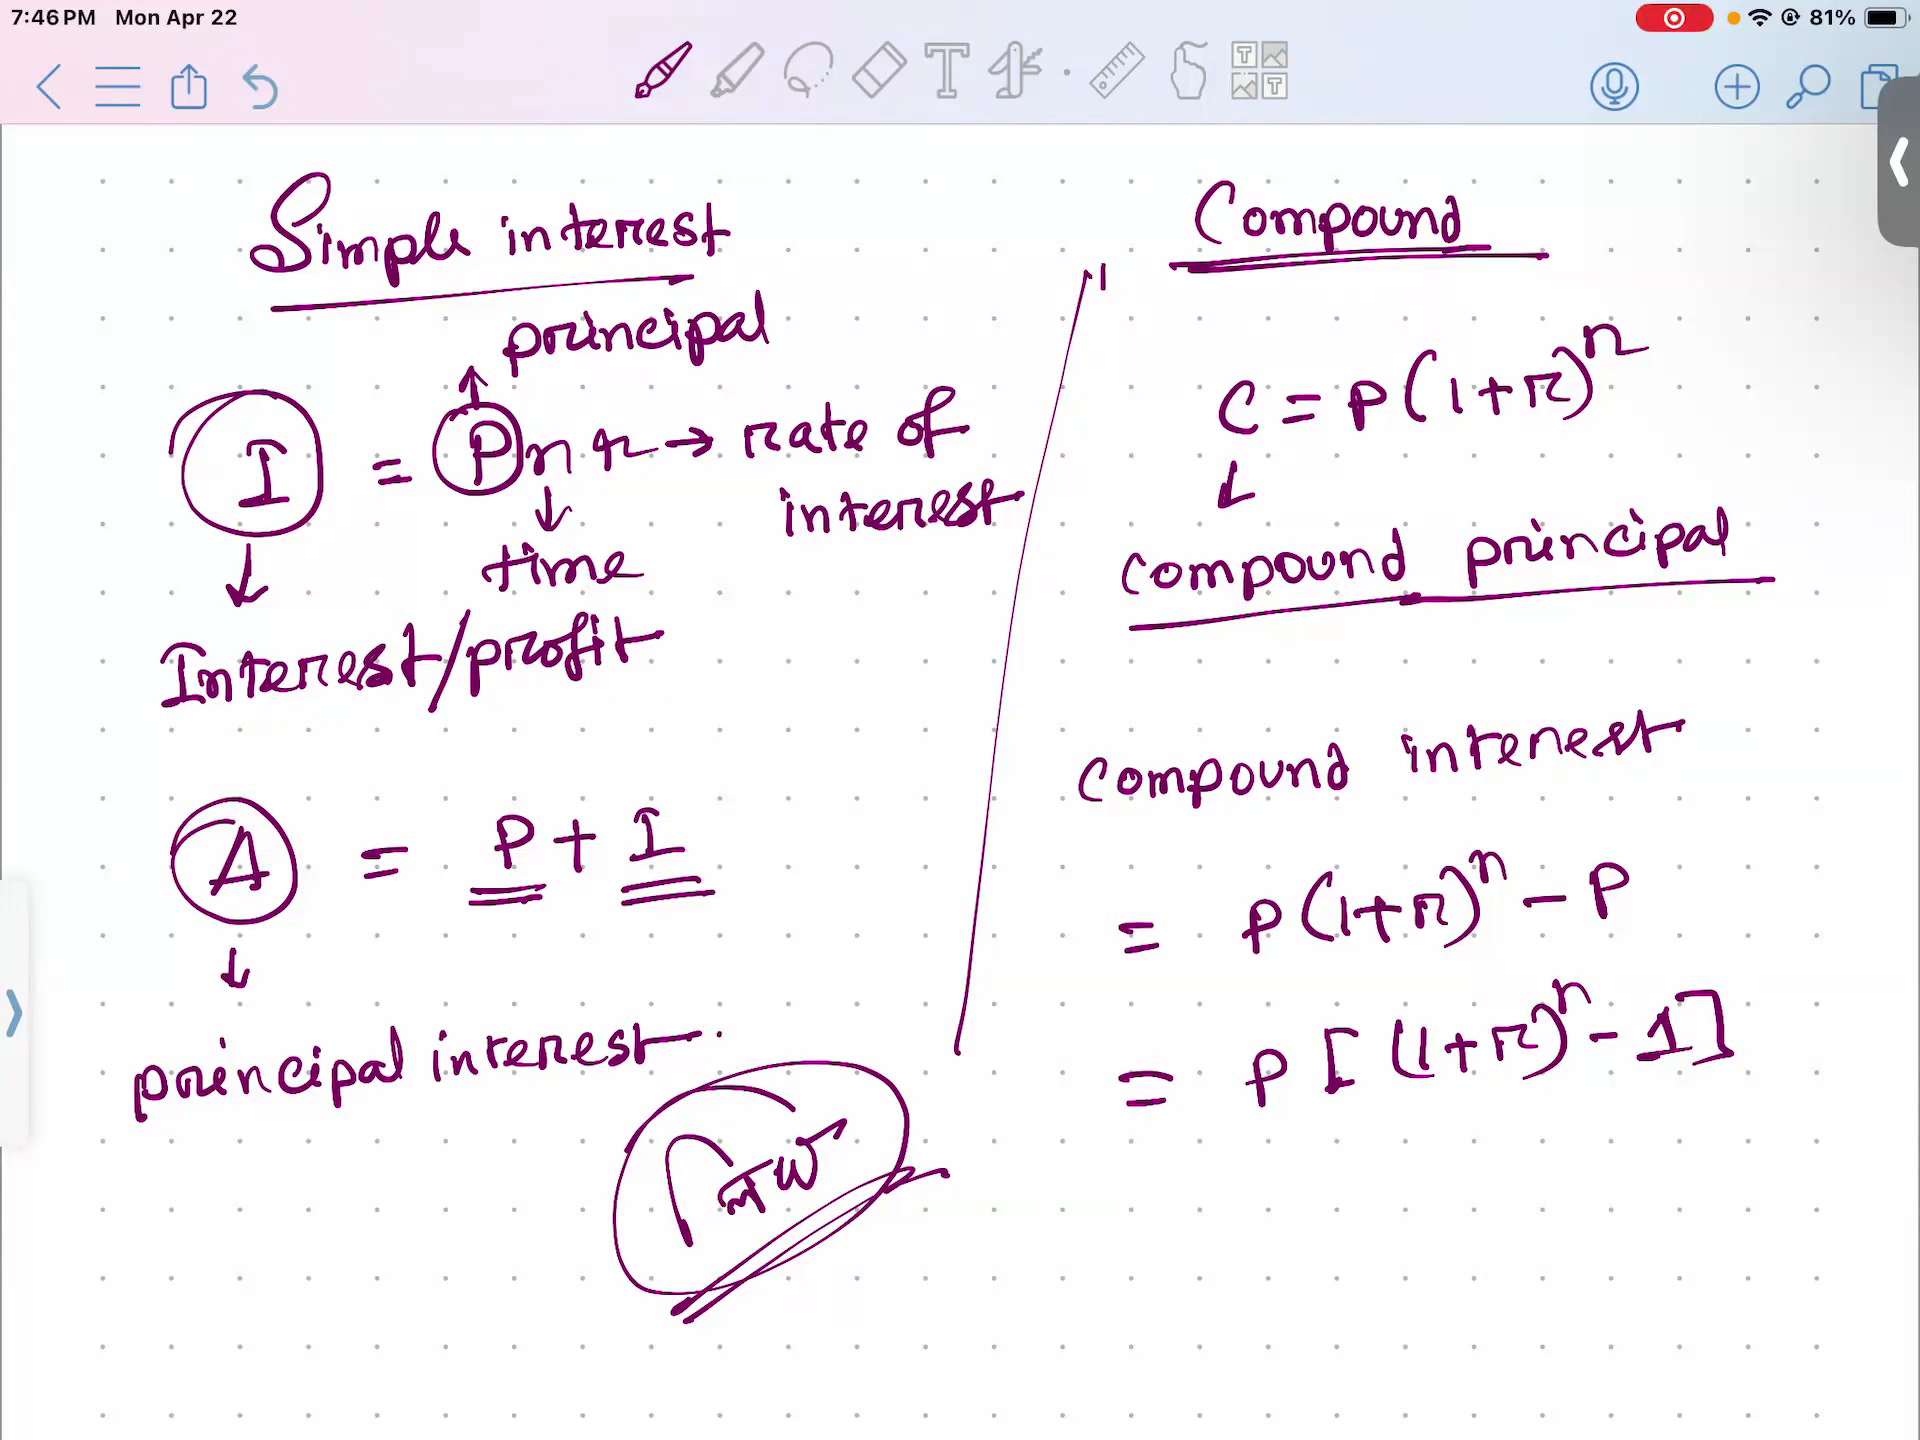 7:46 PM Mon Apr 22
81%
Simple interest
principal
I = Pnr → rate of
interest
time
Interest/profit
A = P + I
principal interest.
Compound
C = P(1+r)ⁿ
compound principal
compound interest
= P(1+r)ⁿ - P
= P[(1+r)ⁿ - 1]